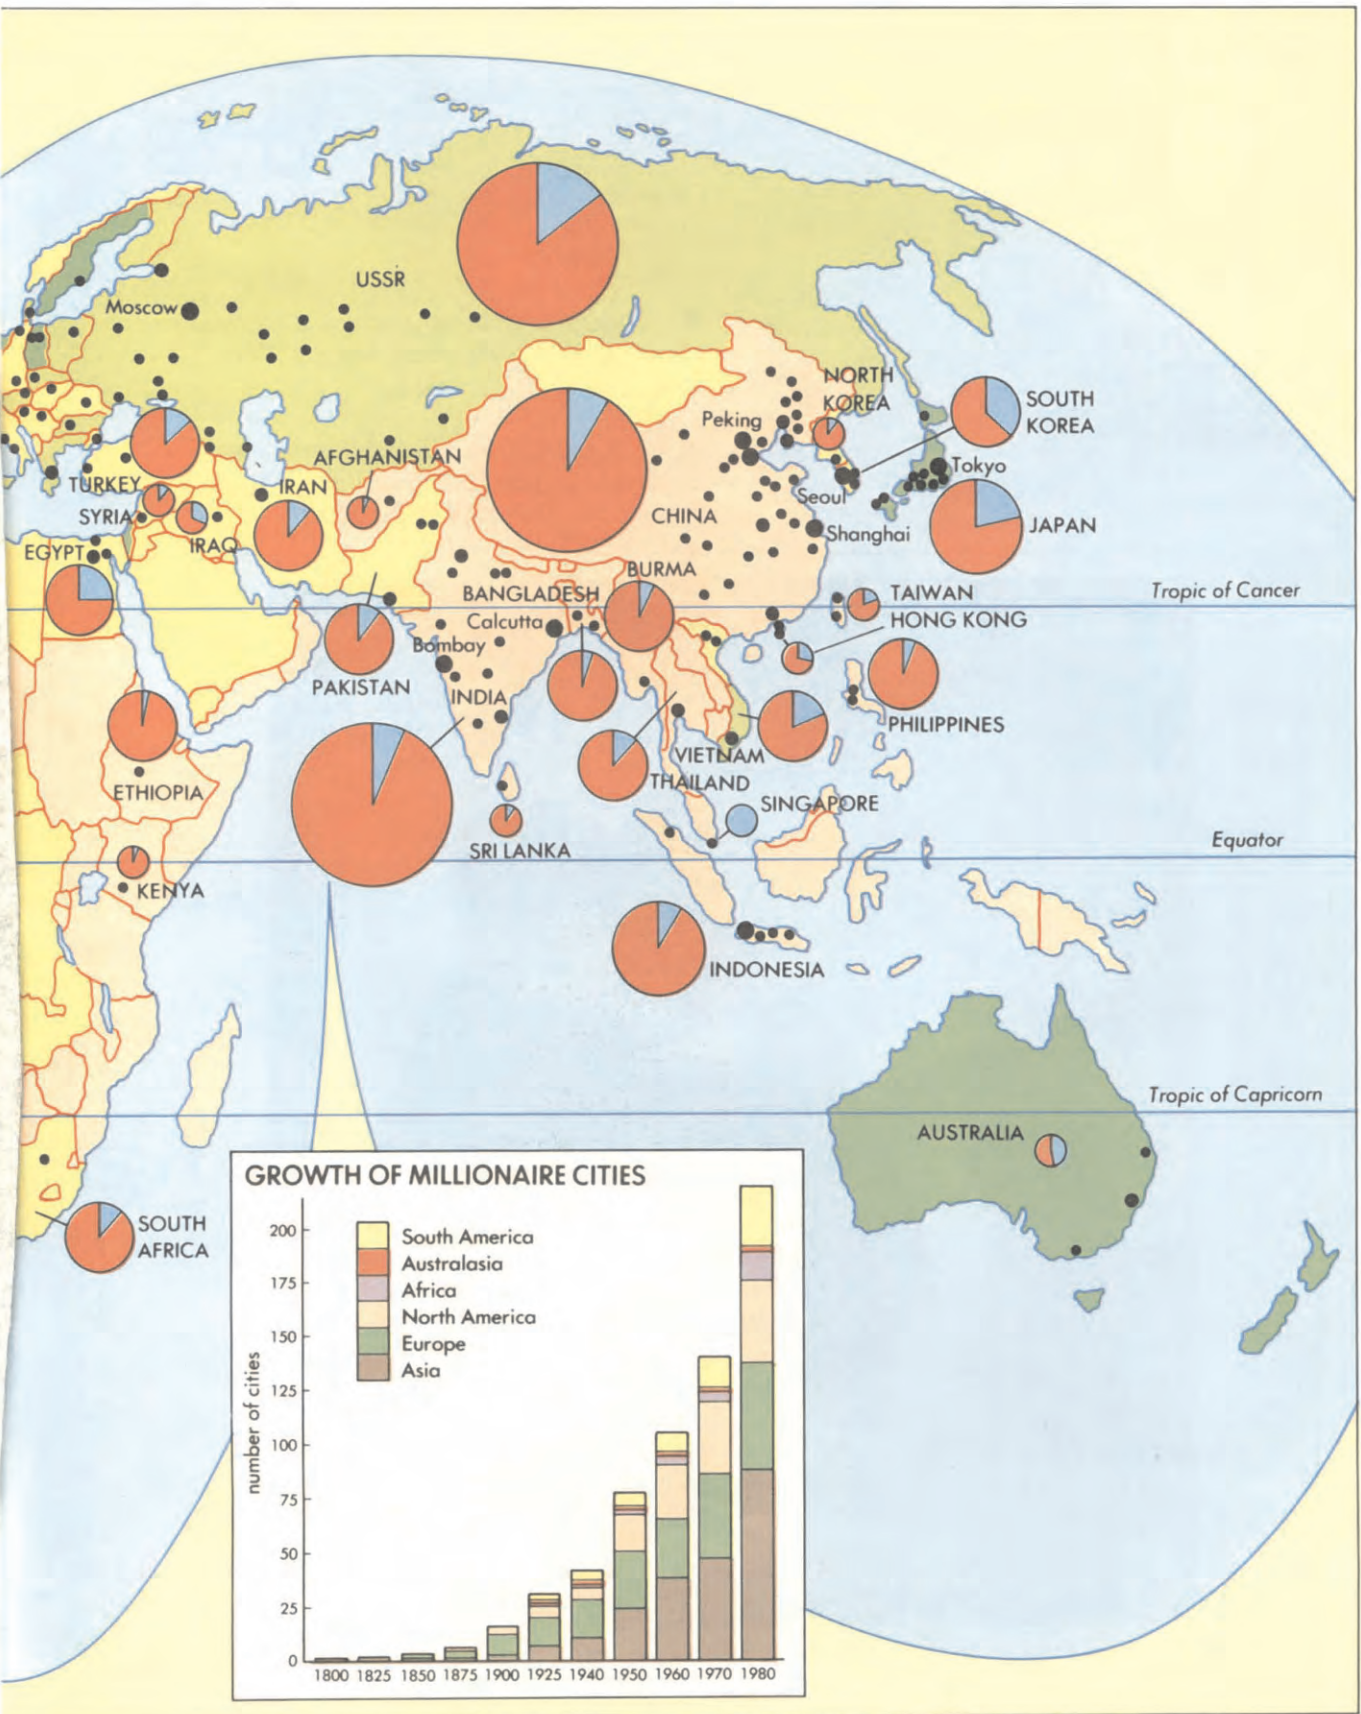 USSR
Moscow
NORTH
KOREA
SOUTH
KOREA
Peking
AFGHANISTAN
Tokyo
TURKEY
IRAN
Seoul
SYRIA
CHINA
JAPAN
Shanghai
EGYPT
IRAQ
BURMA
Tropic of Cancer
BANGLADESH
TAIWAN
Calcutta
HONG KONG
Bombay
PAKISTAN
INDIA
PHILIPPINES
VIETNAM
THAILAND
ETHIOPIA
SINGAPORE
SRI LANKA
Equator
KENYA
INDONESIA
Tropic of Capricorn
AUSTRALIA
SOUTH
AFRICA
GROWTH OF MILLIONAIRE CITIES
South America
Australasia
Africa
North America
Europe
Asia
number of cities
200
175
150
125
100
75
50
25
0
1800 1825 1850 1875 1900 1925 1940 1950 1960 1970 1980